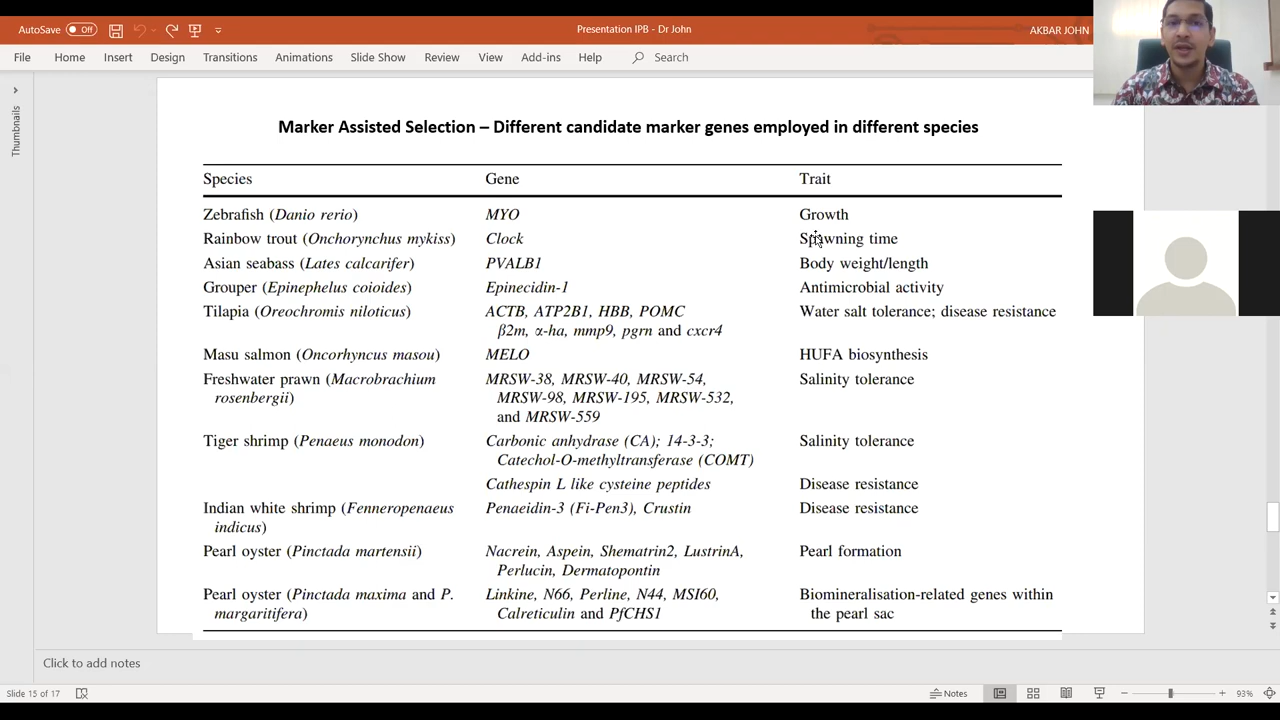 AutoSave Off
Presentation IPB - Dr John
AKBAR JOHN
File Home Insert Design Transitions Animations Slide Show Review View Add-ins Help Search
Thumbnails
Marker Assisted Selection – Different candidate marker genes employed in different species
Species Gene Trait
Zebrafish (Danio rerio) MYO Growth
Rainbow trout (Onchorynchus mykiss) Clock Spawning time
Asian seabass (Lates calcarifer) PVALB1 Body weight/length
Grouper (Epinephelus coioides) Epinecidin-1 Antimicrobial activity
Tilapia (Oreochromis niloticus) ACTB, ATP2B1, HBB, POMC Water salt tolerance; disease resistance
β2m, α-ha, mmp9, pgrn and cxcr4
Masu salmon (Oncorhyncus masou) MELO HUFA biosynthesis
Freshwater prawn (Macrobrachium MRSW-38, MRSW-40, MRSW-54, Salinity tolerance
rosenbergii) MRSW-98, MRSW-195, MRSW-532,
and MRSW-559
Tiger shrimp (Penaeus monodon) Carbonic anhydrase (CA); 14-3-3; Salinity tolerance
Catechol-O-methyltransferase (COMT)
Cathespin L like cysteine peptides Disease resistance
Indian white shrimp (Fenneropenaeus Penaeidin-3 (Fi-Pen3), Crustin Disease resistance
indicus)
Pearl oyster (Pinctada martensii) Nacrein, Aspein, Shematrin2, LustrinA, Pearl formation
Perlucin, Dermatopontin
Pearl oyster (Pinctada maxima and P. Linkine, N66, Perline, N44, MSI60, Biomineralisation-related genes within
margaritifera) Calreticulin and PfCHS1 the pearl sac
Click to add notes
Slide 15 of 17 Notes 93%